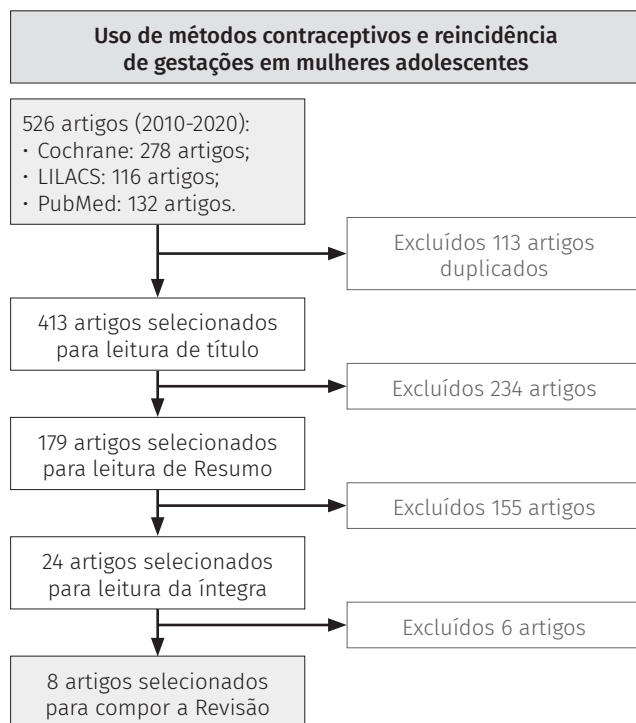 Uso de métodos contraceptivos e reincidência
de gestações em mulheres adolescentes
526 artigos (2010-2020):
• Cochrane: 278 artigos;
• LILACS: 116 artigos;
• PubMed: 132 artigos.
Excluídos 113 artigos
duplicados
413 artigos selecionados
para leitura de título
Excluídos 234 artigos
179 artigos selecionados
para leitura de Resumo
Excluídos 155 artigos
24 artigos selecionados
para leitura da íntegra
Excluídos 6 artigos
8 artigos selecionados
para compor a Revisão